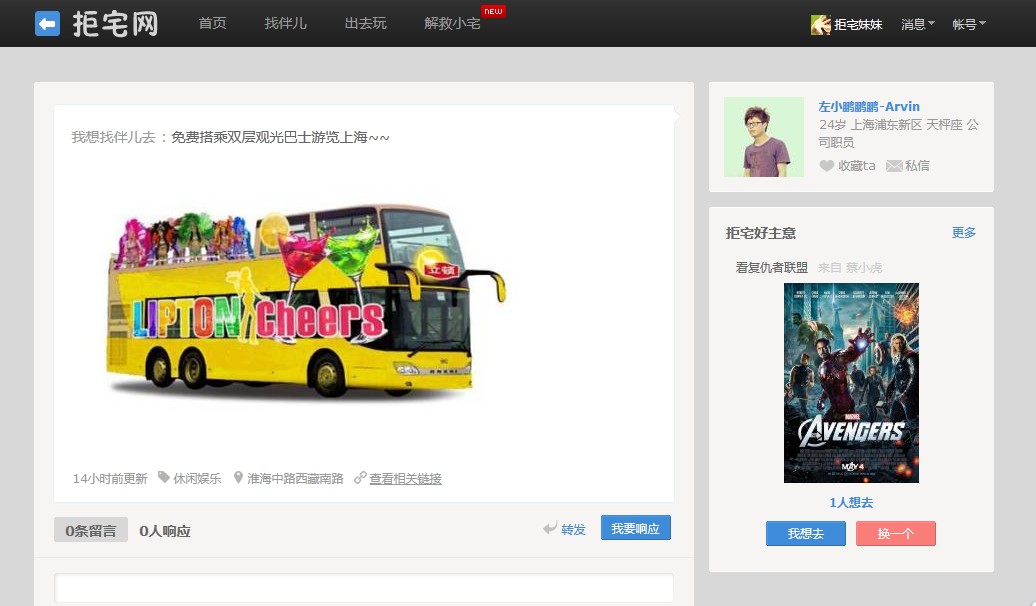 拒宅网
首页
找伴儿
出去玩
解救小宅
NEW
拒宅妹妹
消息
帐号
我想找伴儿去：免费搭乘双层观光巴士游览上海~~
立顿
LIPTON Cheers
14小时前更新
休闲娱乐
淮海中路西藏南路
查看相关链接
0条留言
0人响应
转发
我要响应
左小鹏鹏鹏-Arvin
24岁 上海浦东新区 天秤座 公
司职员
收藏ta
私信
拒宅好主意
更多
看复仇者联盟
来自 蔡小虎
MARVEL
AVENGERS
MAY 4
1人想去
我想去
换一个